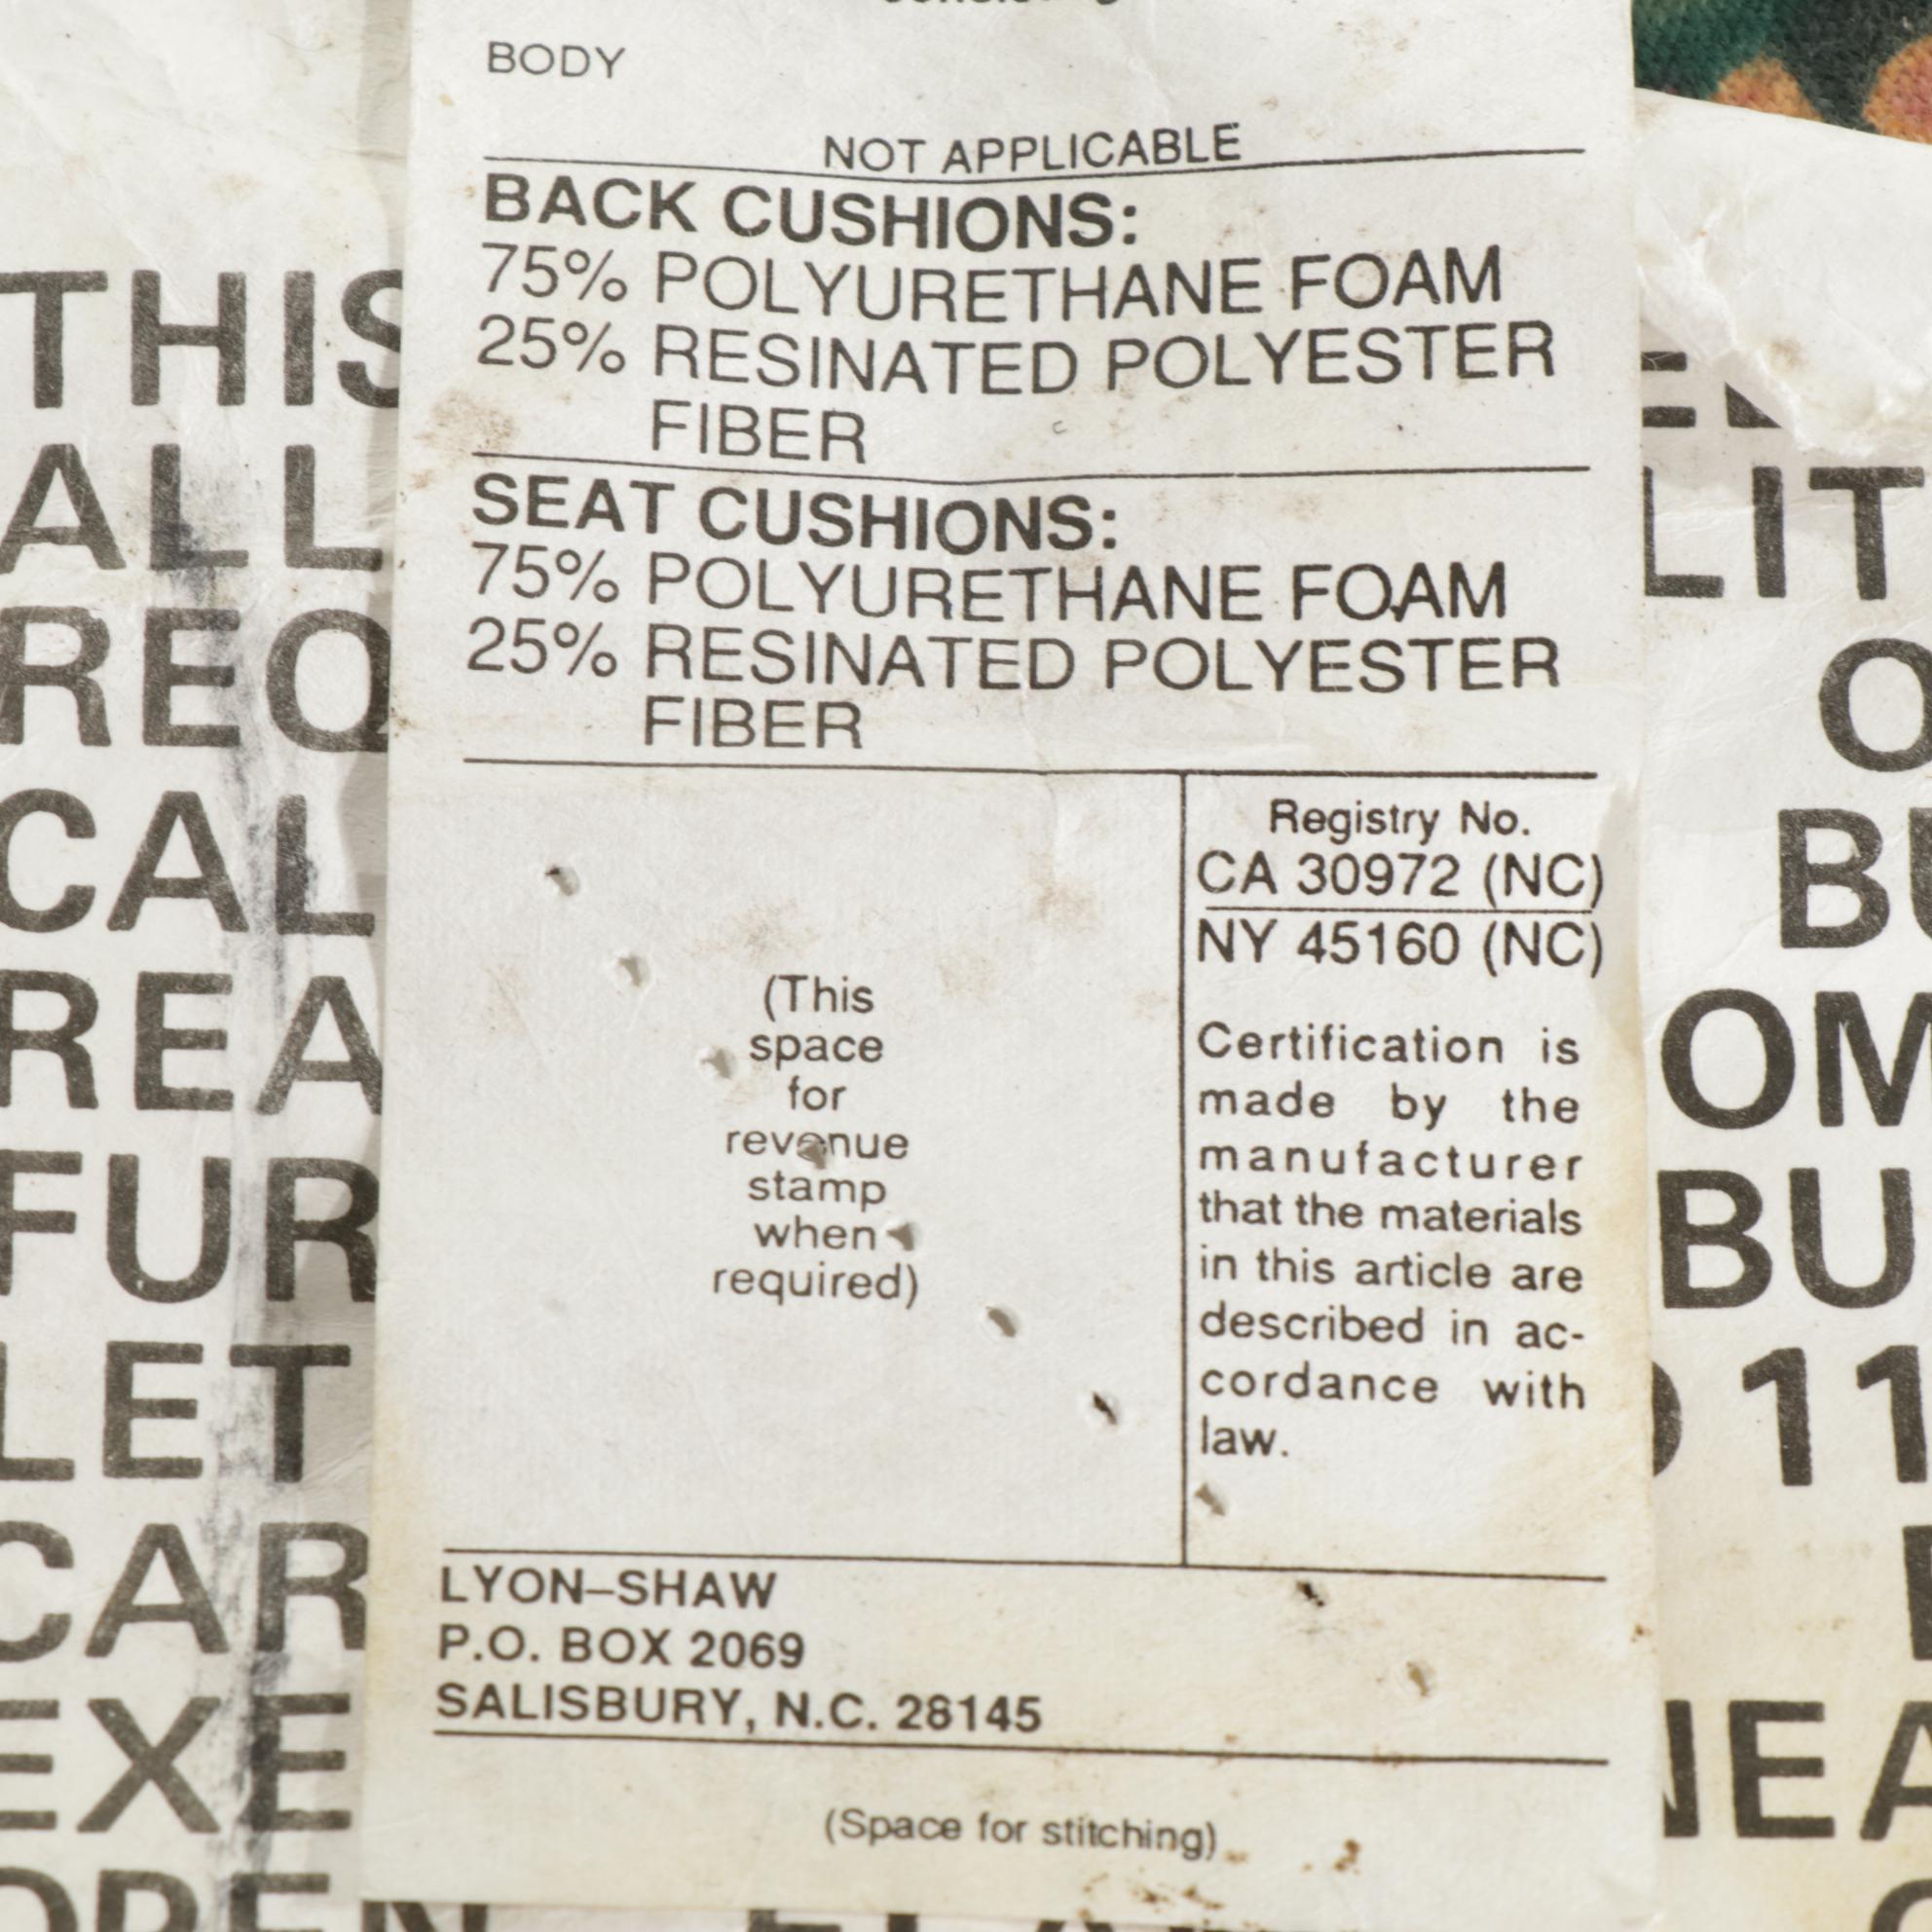 BODY
NOT APPLICABLE
BACK CUSHIONS:
75% POLYURETHANE FOAM
25% RESINATED POLYESTER
FIBER
SEAT CUSHIONS:
75% POLYURETHANE FOAM
25% RESINATED POLYESTER
FIBER
(This
space
for
revenue
stamp
when
required)
Registry No.
CA 30972 (NC)
NY 45160 (NC)
Certification is
made by the
manufacturer
that the materials
in this article are
described in ac-
cordance with
law.
LYON–SHAW
P.O. BOX 2069
SALISBURY, N.C. 28145
(Space for stitching)
THIS
ALL
REQ
CAL
REA
FUR
LET
CAR
EXE
LIT
O
BU
OM
BU
11
NEA